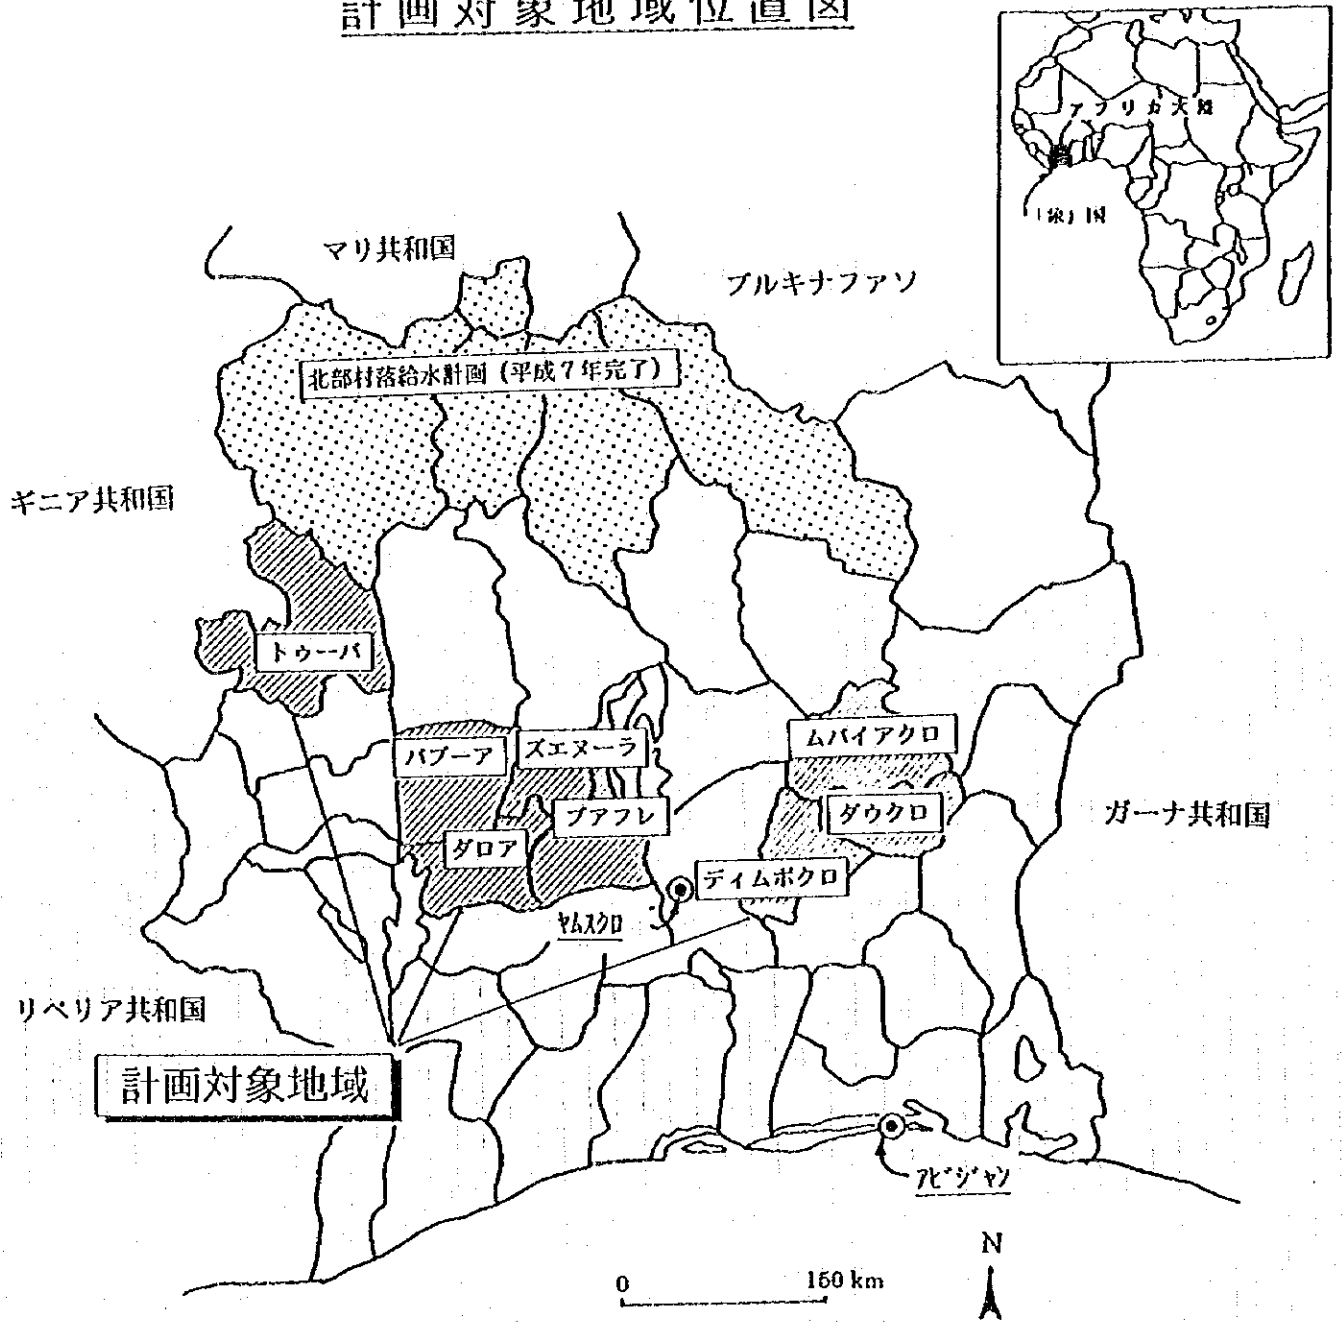 計画対象地域位置図
アフリカ大陸
「象」国
マリ共和国
ブルキナファソ
北部村落給水計画 (平成7年完了)
ギニア共和国
トゥーバ
バブーア
ズエヌーラ
ムバイアクロ
ブアフレ
ダウクロ
ガーナ共和国
ダロア
ディムボクロ
ヤムスクロ
リベリア共和国
計画対象地域
アビジャン
N
0 150 km